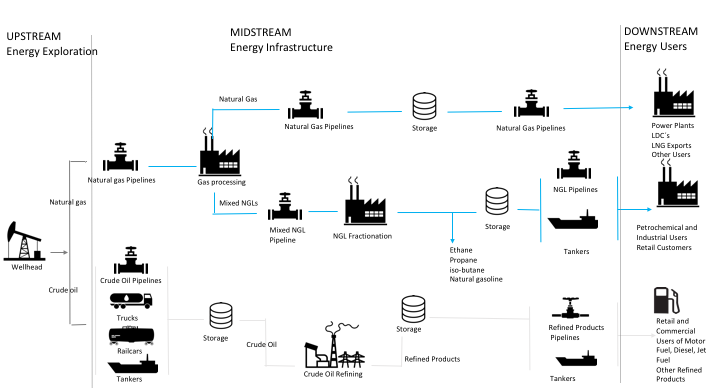 UPSTREAM
Energy Exploration
MIDSTREAM
Energy Infrastructure
DOWNSTREAM
Energy Users
Natural Gas
Natural Gas Pipelines
Storage
Natural Gas Pipelines
Power Plants
LDC´s
LNG Exports
Other Users
Natural gas Pipelines
Gas processing
Natural gas
Mixed NGLs
Mixed NGL
Pipeline
NGL Fractionation
Storage
NGL Pipelines
Tankers
Petrochemical and
Industrial Users
Retail Customers
Ethane
Propane
iso-butane
Natural gasoline
Wellhead
Crude oil
Crude Oil Pipelines
Trucks
Railcars
Tankers
Storage
Crude Oil
Crude Oil Refining
Storage
Refined Products
Refined Products
Pipelines
Tankers
Retail and
Commercial
Users of Motor
Fuel, Diesel, Jet
Fuel
Other Refined
Products